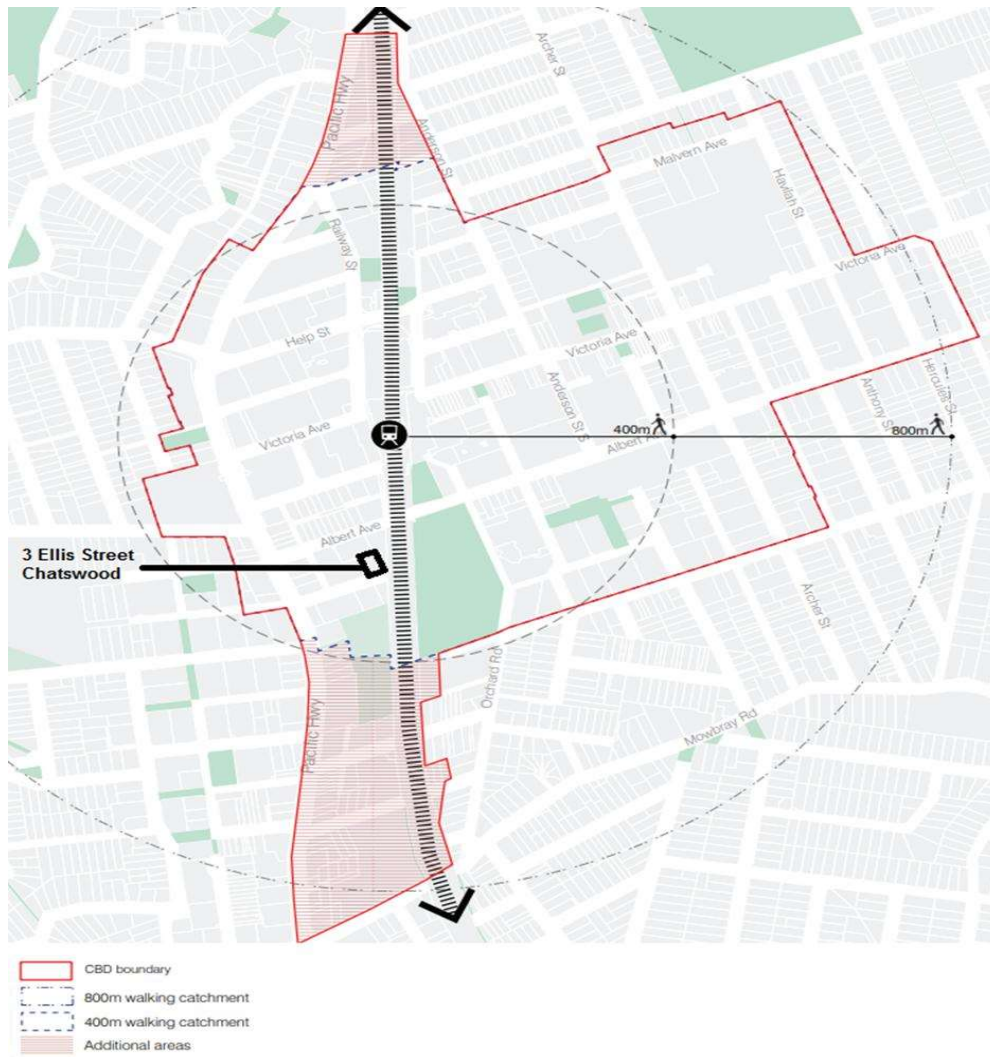 Archer St
Pacific Hwy
Anderson St
Malvern Ave
Havilah St
Railway St
Victoria Ave
Help St
Victoria Ave
Hercules St
Anderson St S
Anthony St
400m
800m
Victoria Ave
Albert Ave
Albert Ave
3 Ellis Street
Chatswood
Archer St
Orchard Rd
Pacific Hwy
Mowbray Rd
CBD boundary
800m walking catchment
400m walking catchment
Additional areas